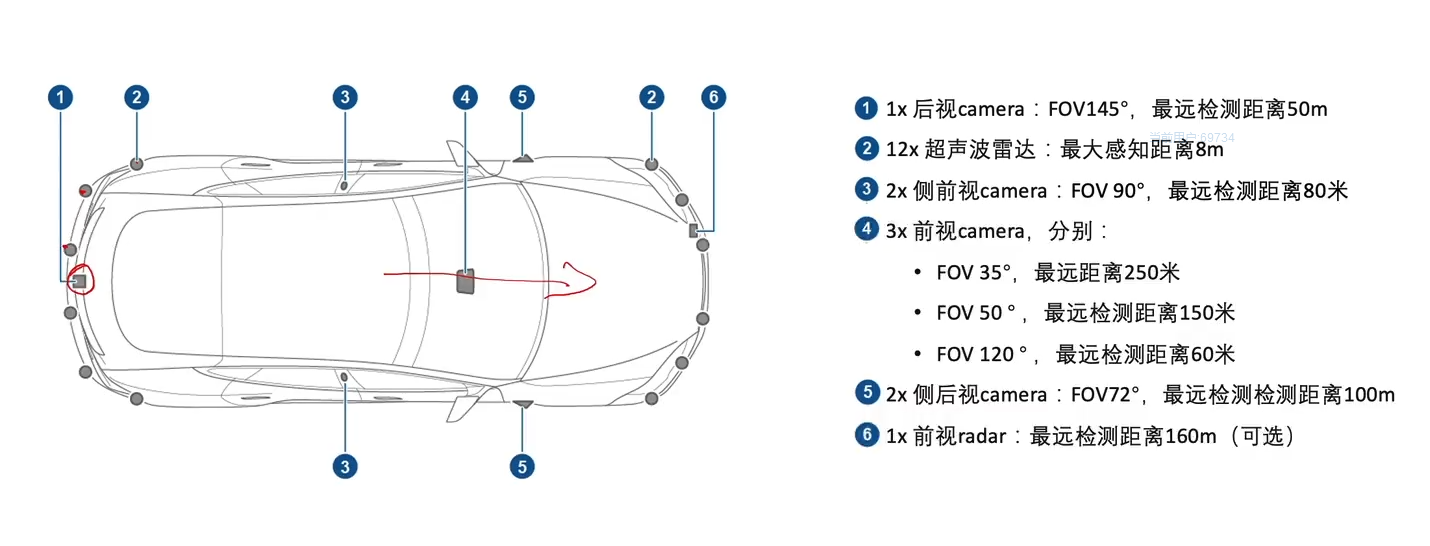 1 2 3 4 5 2 6
3 5
1 1x 后视camera：FOV145°，最远检测距离50m
当前用户:69734
2 12x 超声波雷达：最大感知距离8m
3 2x 侧前视camera：FOV 90°，最远检测距离80米
4 3x 前视camera，分别：
• FOV 35°，最远距离250米
• FOV 50 °，最远检测距离150米
• FOV 120 °，最远检测距离60米
5 2x 侧后视camera：FOV72°，最远检测检测距离100m
6 1x 前视radar：最远检测距离160m（可选）